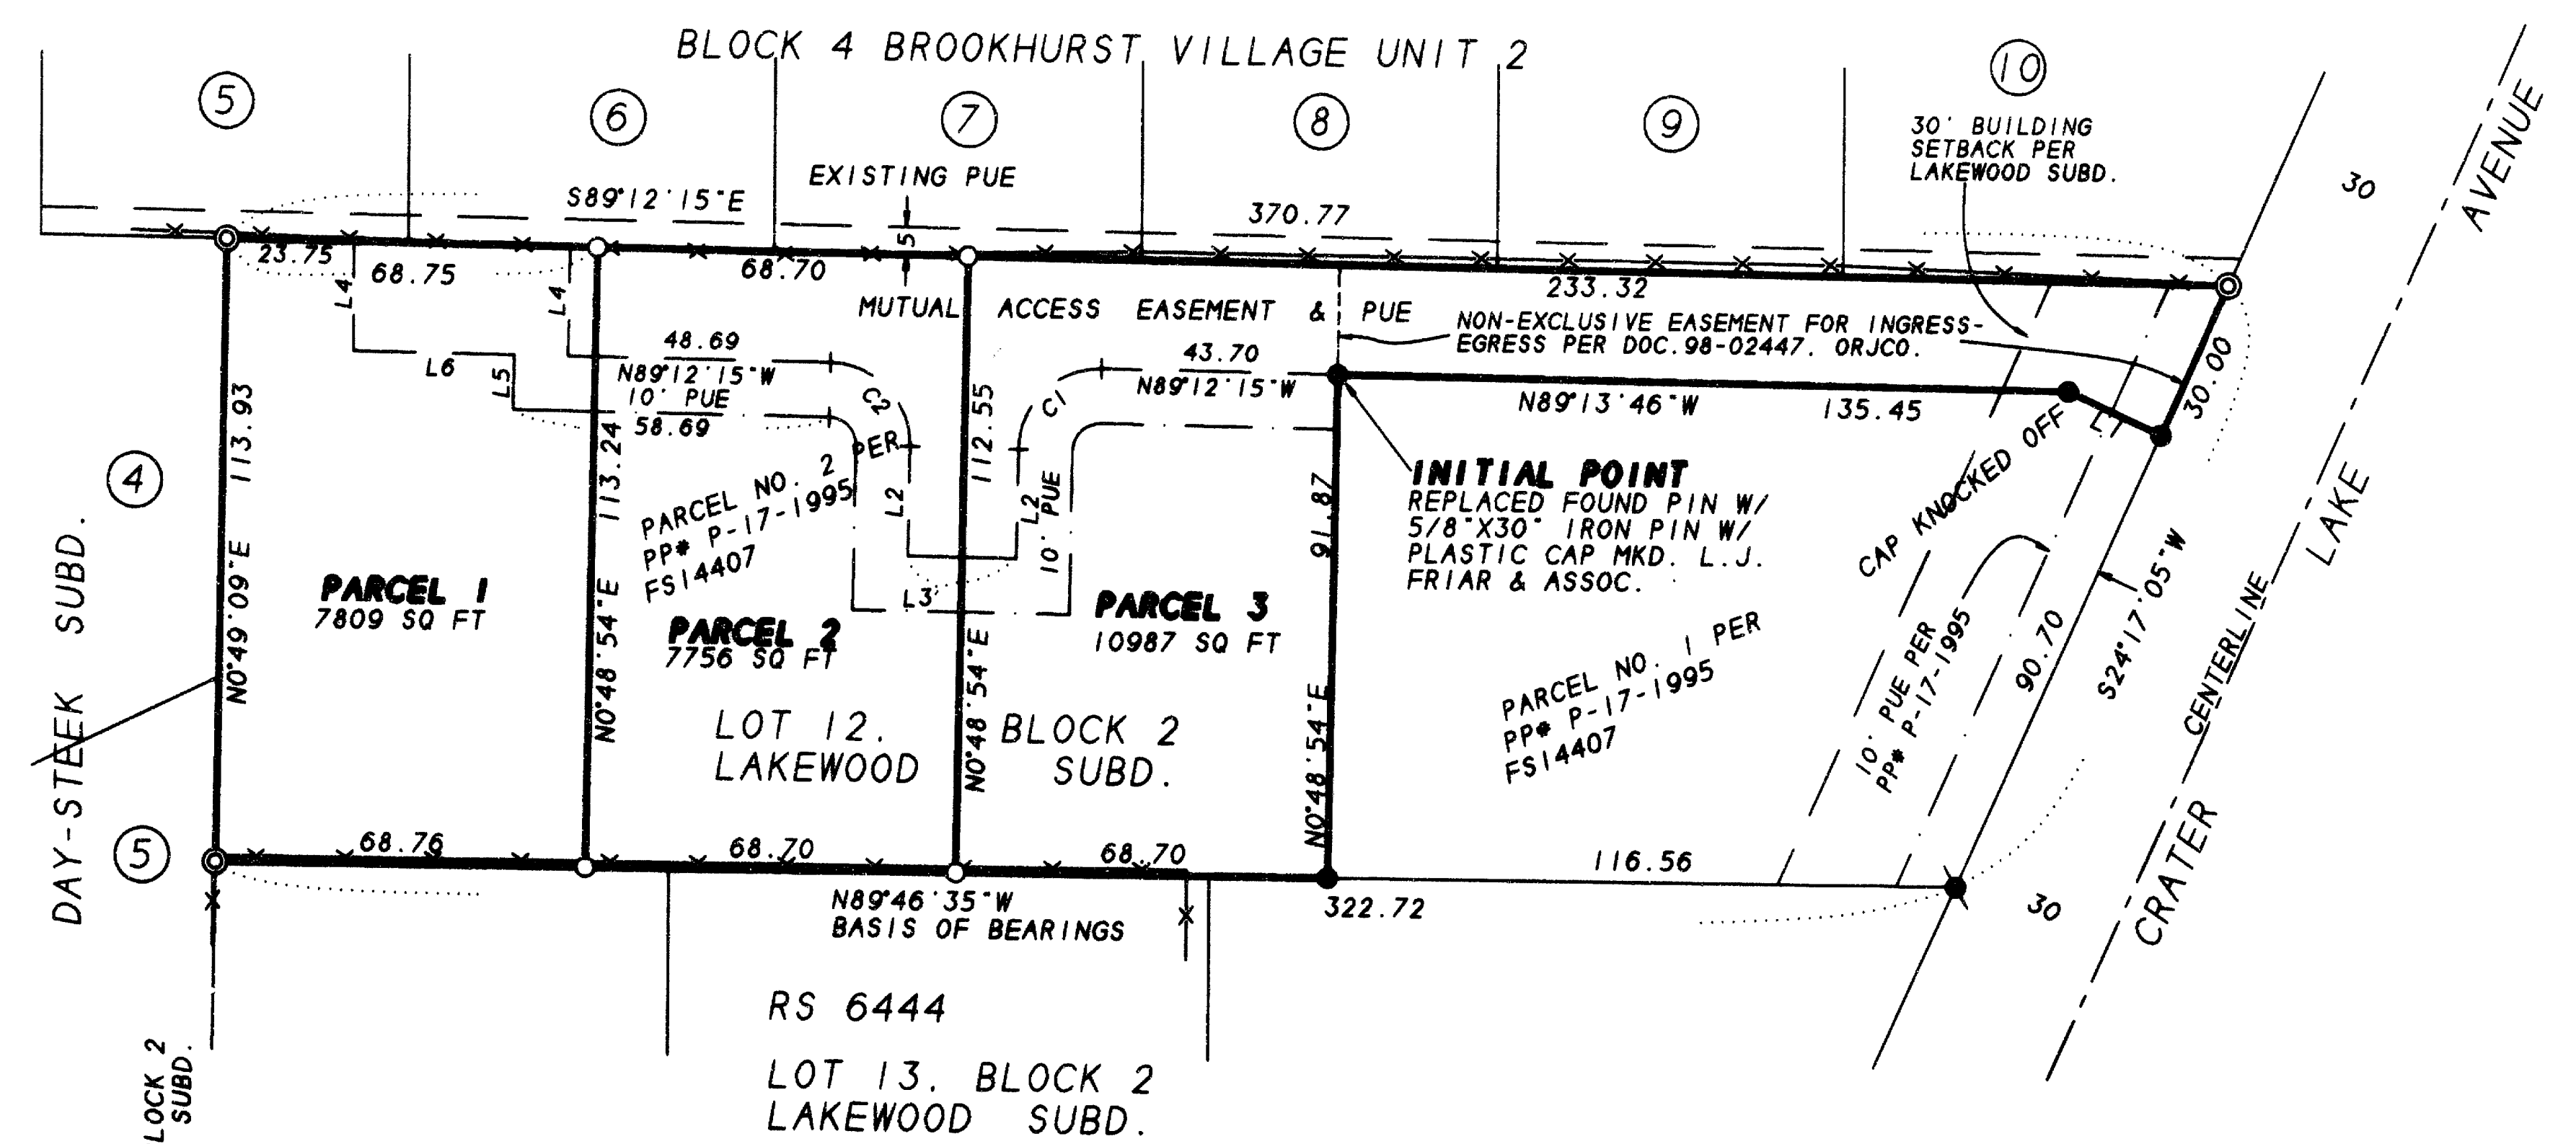 BLOCK 4 BROOKHURST VILLAGE UNIT 2
5
6
7
8
9
10
30' BUILDING
SETBACK PER
LAKEWOOD SUBD.
30
AVENUE
EXISTING PUE
S89°12'15"E
370.77
5
23.75
68.75
68.70
233.32
L4
L4
MUTUAL ACCESS EASEMENT & PUE
NON-EXCLUSIVE EASEMENT FOR INGRESS-
EGRESS PER DOC.98-02447. ORJCO.
30.00
L6
L5
48.69
N89°12'15"W
10' PUE
58.69
C2
C1
43.70
N89°12'15"W
N89°13'46"W
135.45
L1
CAP KNOCKED OFF
113.93
N0°49'09"E
113.24
N0°48'54"E
112.55
N0°48'54"E
91.87
N0°48'54"E
4
DAY-STEEK SUBD.
PARCEL NO. 2 PER
PP# P-17-1995
FS14407
L2
L2
10' PUE
L3
INITIAL POINT
REPLACED FOUND PIN W/
5/8"X30" IRON PIN W/
PLASTIC CAP MKD. L.J.
FRIAR & ASSOC.
PARCEL 1
7809 SQ FT
PARCEL 2
7756 SQ FT
PARCEL 3
10987 SQ FT
PARCEL NO. 1 PER
PP# P-17-1995
FS14407
10' PUE PER
PP# P-17-1995
90.70
S24°17'05"W
CENTERLINE
LAKE
CRATER
LOT 12. BLOCK 2
LAKEWOOD SUBD.
5
68.76
68.70
68.70
116.56
N89°46'35"W
BASIS OF BEARINGS
322.72
30
RS 6444
LOT 13. BLOCK 2
LAKEWOOD SUBD.
LOCK 2
SUBD.